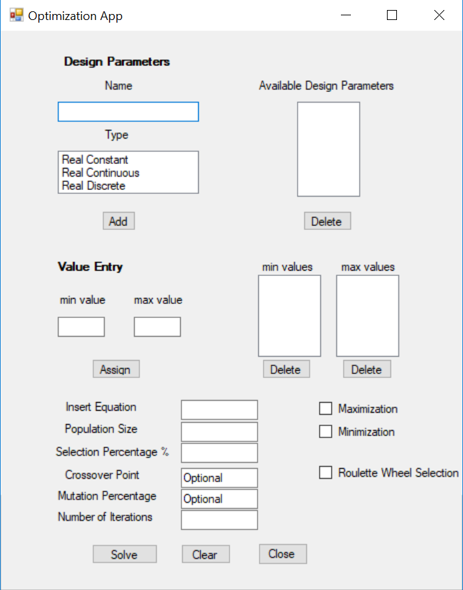 Optimization App
Design Parameters
Name
Available Design Parameters
Type
Real Constant
Real Continuous
Real Discrete
Add
Delete
Value Entry
min values
max values
min value
max value
Assign
Delete
Delete
Insert Equation
Maximization
Population Size
Minimization
Selection Percentage %
Crossover Point
Optional
Roulette Wheel Selection
Mutation Percentage
Optional
Number of Iterations
Solve
Clear
Close